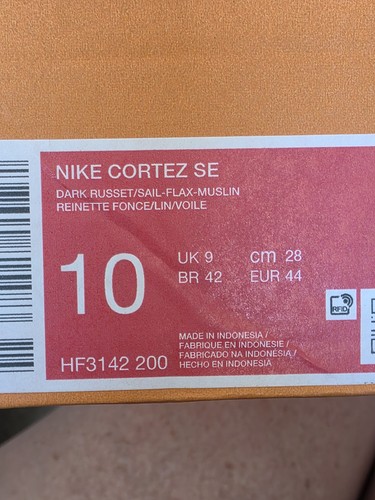 NIKE CORTEZ SE
DARK RUSSET/SAIL-FLAX-MUSLIN
REINETTE FONCE/LIN/VOILE
10
UK 9 cm 28
BR 42 EUR 44
RFID
MADE IN INDONESIA /
FABRIQUE EN INDONESIE /
FABRICADO NA INDONÉSIA /
HECHO EN INDONESIA
HF3142 200